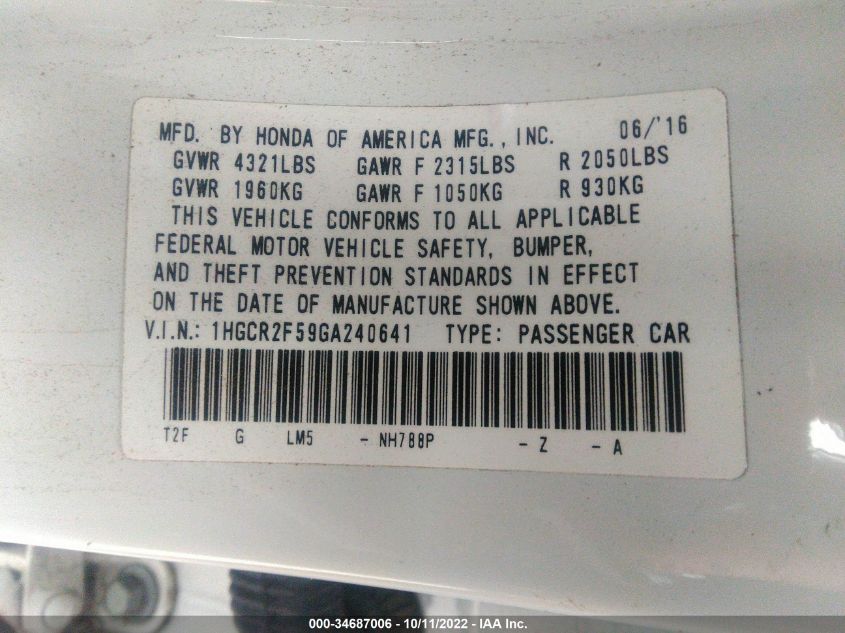 MFD. BY HONDA OF AMERICA MFG., INC. 06/'16
GVWR 4321LBS GAWR F 2315LBS R 2050LBS
GVWR 1960KG GAWR F 1050KG R 930KG
THIS VEHICLE CONFORMS TO ALL APPLICABLE
FEDERAL MOTOR VEHICLE SAFETY, BUMPER,
AND THEFT PREVENTION STANDARDS IN EFFECT
ON THE DATE OF MANUFACTURE SHOWN ABOVE.
V.I.N.: 1HGCR2F59GA240641 TYPE: PASSENGER CAR
T2F G LM5 - NH788P - Z - A
000-34687006 - 10/11/2022 - IAA Inc.